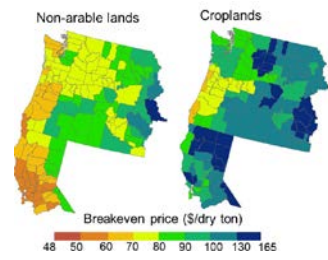 Non-arable lands
Croplands
Breakeven price ($/dry ton)
48 50 60 70 80 90 100 130 165